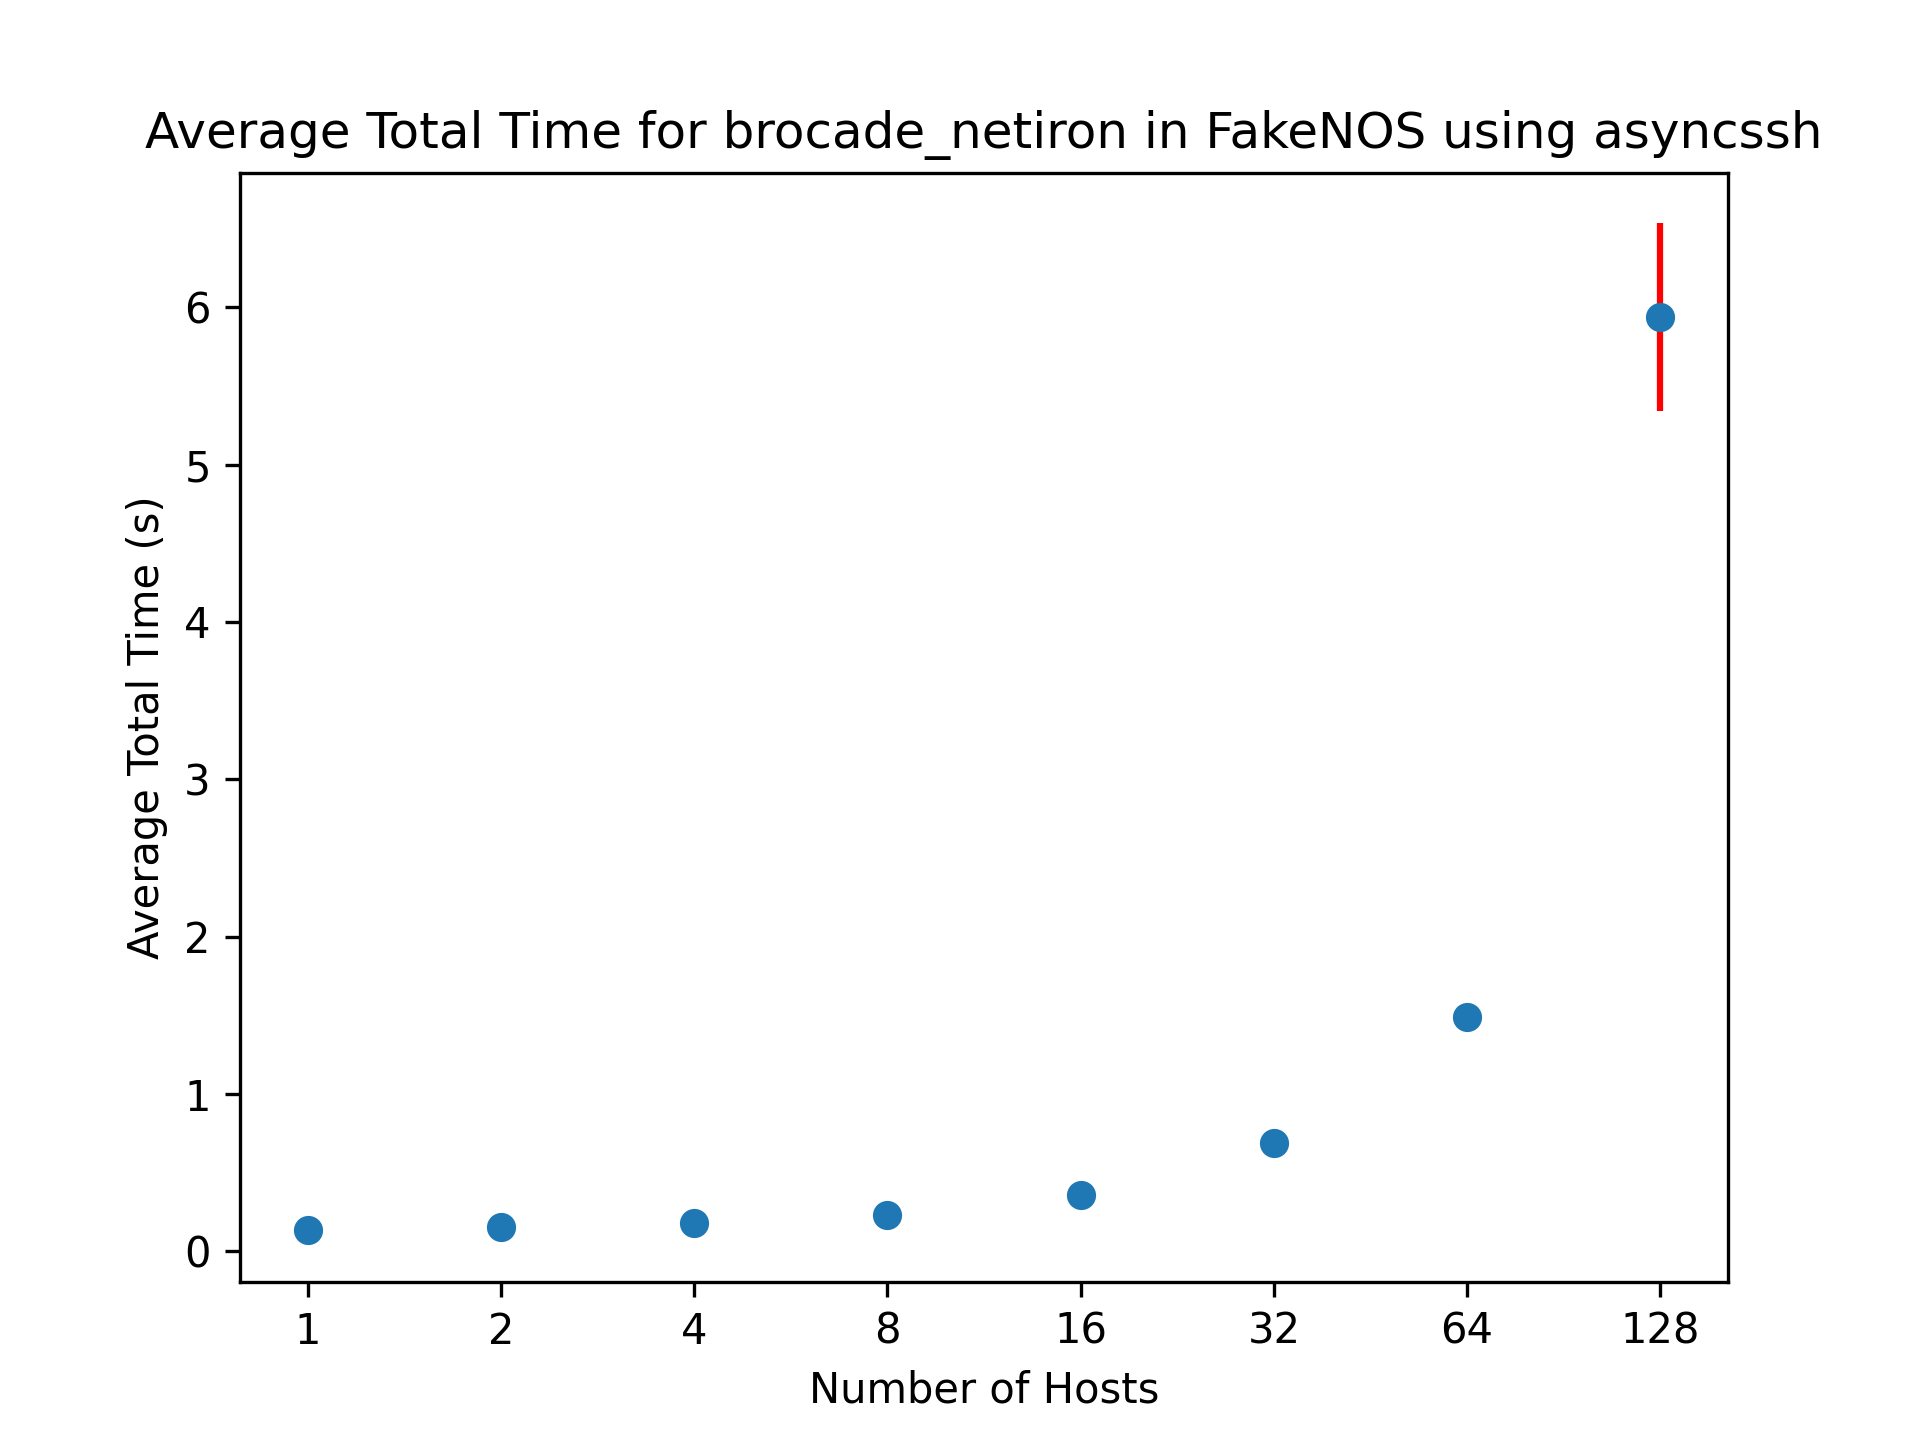 Average Total Time for brocade_netiron in FakeNOS using asyncssh
Average Total Time (s)
6
5
4
3
2
1
0
1 2 4 8 16 32 64 128
Number of Hosts